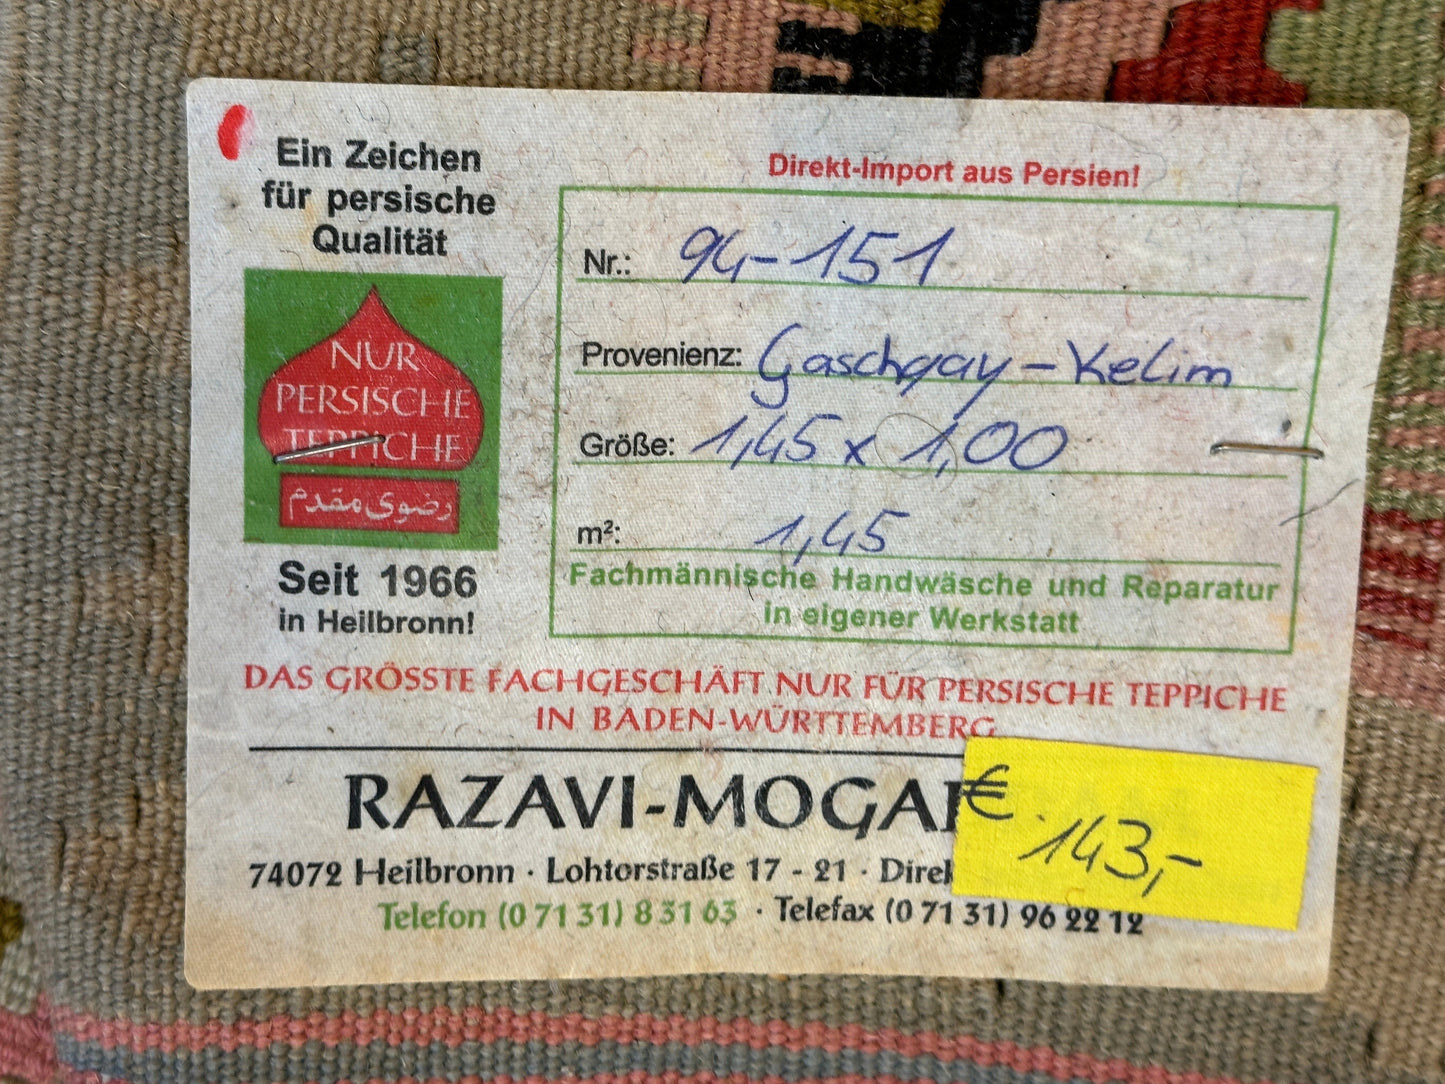 Ein Zeichen
für persische
Qualität
NUR
PERSISCHE
TEPPICHE
رضوی مقدم
Seit 1966
in Heilbronn!
Direkt-Import aus Persien!
Nr.: 94-151
Provenienz: Gaschgay-Kelim
Größe: 1,45 x 1,00
m²: 1,45
Fachmännische Handwäsche und Reparatur
in eigener Werkstatt
DAS GRÖSSTE FACHGESCHÄFT NUR FÜR PERSISCHE TEPPICHE
IN BADEN-WÜRTTEMBERG
RAZAVI-MOGA
74072 Heilbronn · Lohtorstraße 17 - 21 · Direk
Telefon (0 71 31) 8 31 63 · Telefax (0 71 31) 96 22 12
€ 143,-